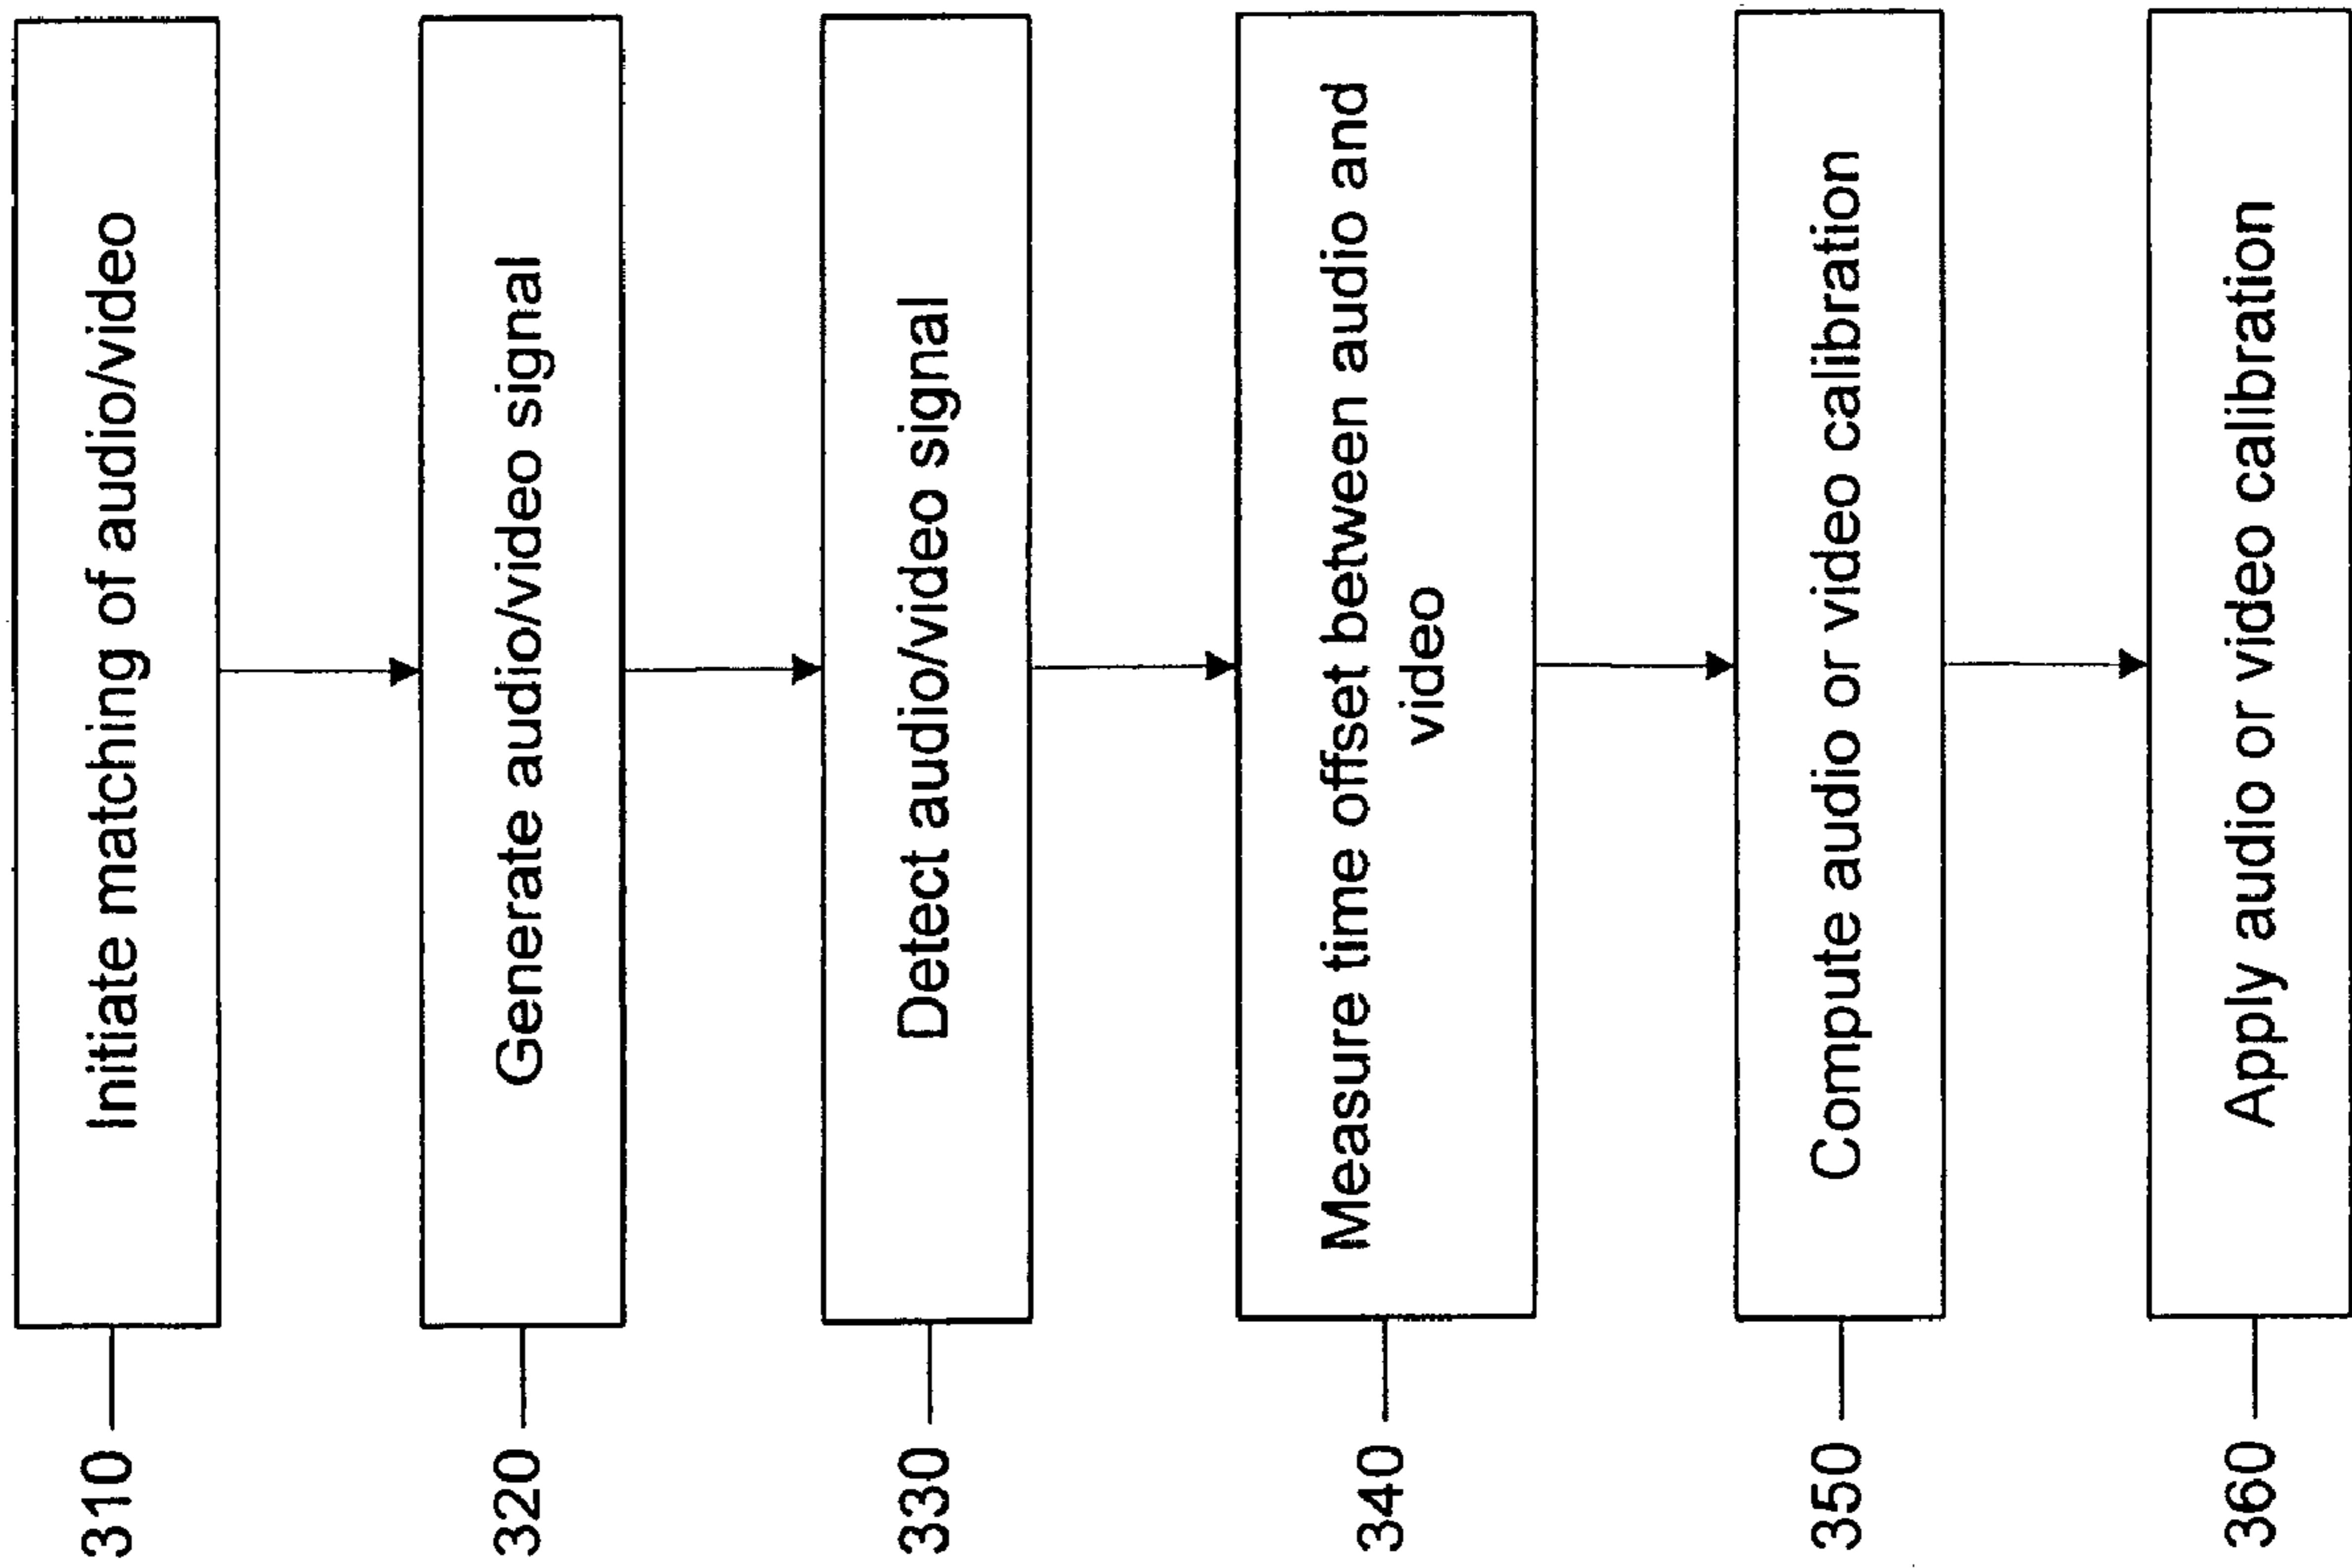 310
Initiate matching of audio/video
320
Generate audio/video signal
330
Detect audio/video signal
340
Measure time offset between audio and
video
350
Compute audio or video calibration
360
Apply audio or video calibration